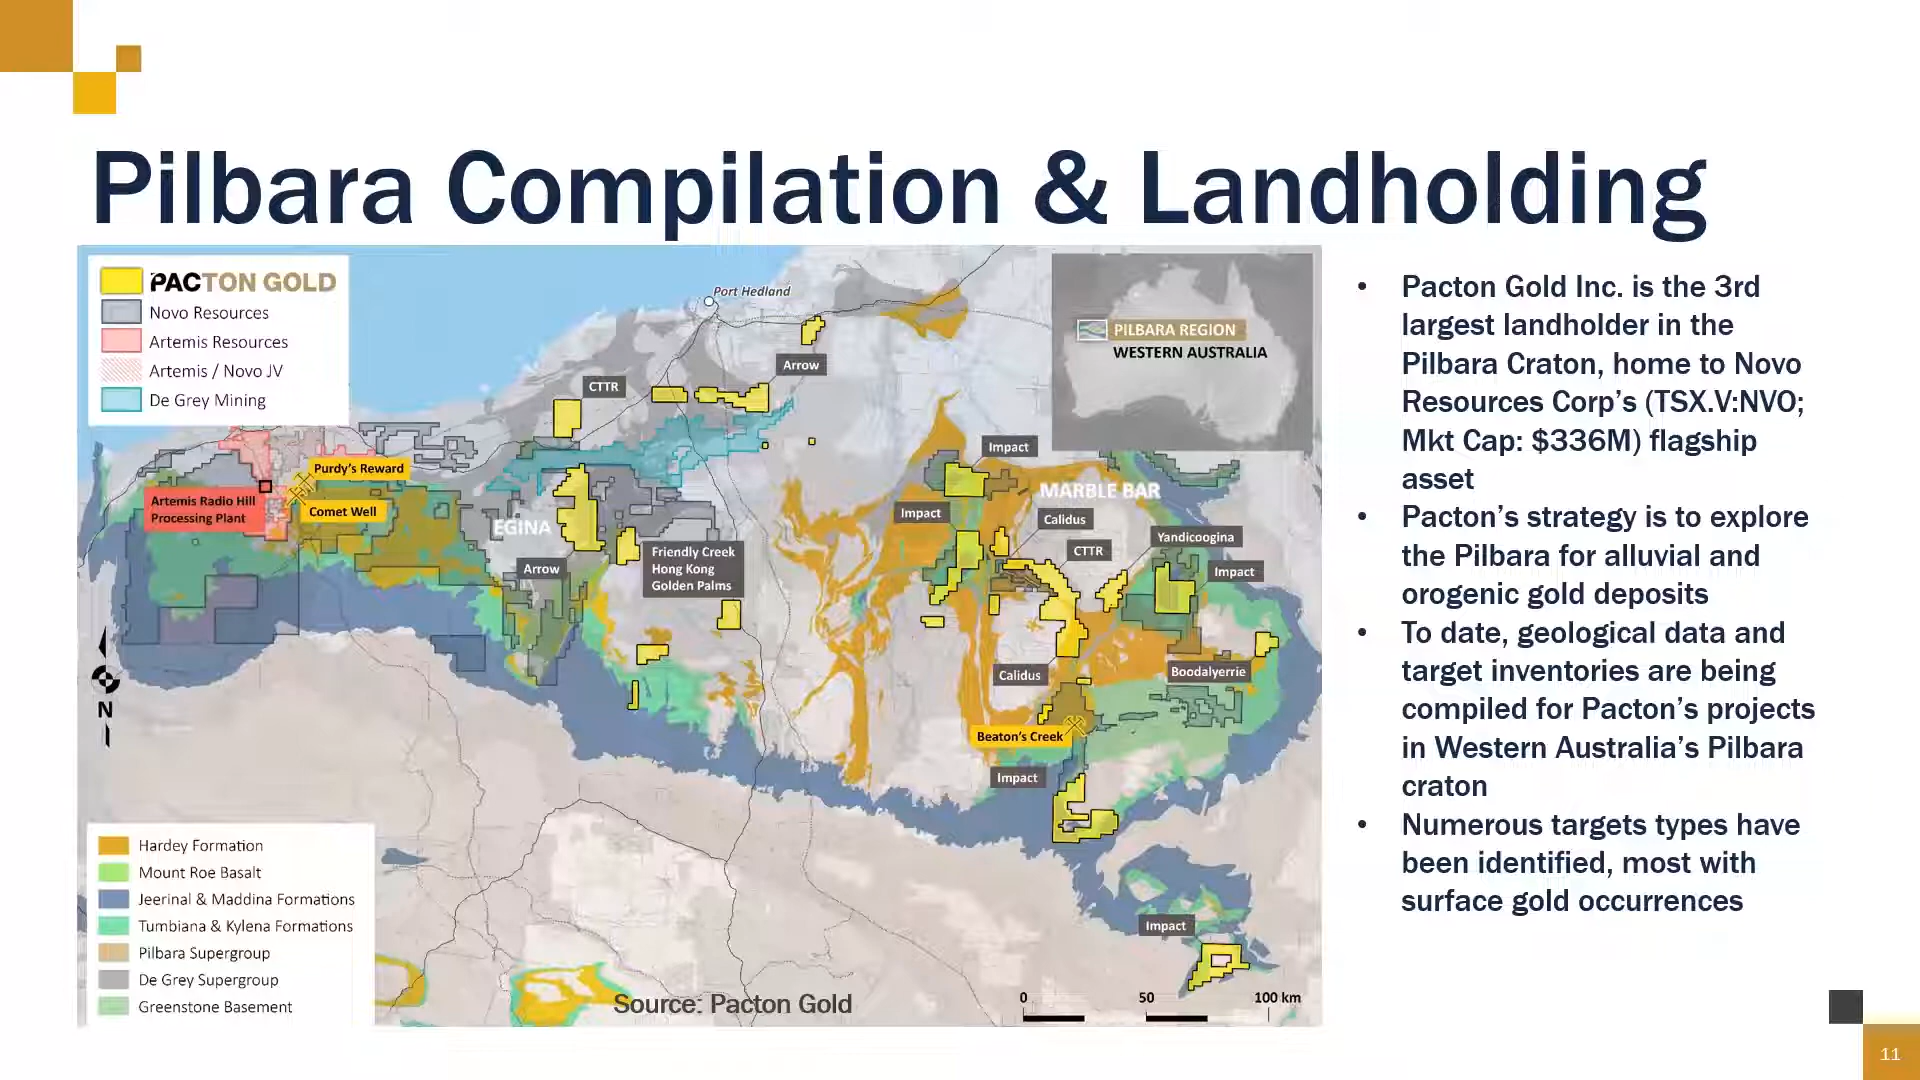 Pilbara Compilation & Landholding
PACTON GOLD
Novo Resources
Artemis Resources
Artemis / Novo JV
De Grey Mining
Port Hedland
PILBARA REGION
WESTERN AUSTRALIA
Arrow
CTTR
Impact
Purdy's Reward
MARBLE BAR
Artemis Radio Hill
Processing Plant
Comet Well
EGINA
Impact
Calidus
CTTR
Yandicoogina
Friendly Creek
Hong Kong
Golden Palms
Arrow
Impact
Calidus
Boodalyerrie
N
Beaton's Creek
Impact
Hardey Formation
Mount Roe Basalt
Jeerinal & Maddina Formations
Tumbiana & Kylena Formations
Pilbara Supergroup
De Grey Supergroup
Greenstone Basement
Impact
Source: Pacton Gold
0 50 100 km
• Pacton Gold Inc. is the 3rd
largest landholder in the
Pilbara Craton, home to Novo
Resources Corp's (TSX.V:NVO;
Mkt Cap: $336M) flagship
asset
• Pacton's strategy is to explore
the Pilbara for alluvial and
orogenic gold deposits
• To date, geological data and
target inventories are being
compiled for Pacton's projects
in Western Australia's Pilbara
craton
• Numerous targets types have
been identified, most with
surface gold occurrences
11